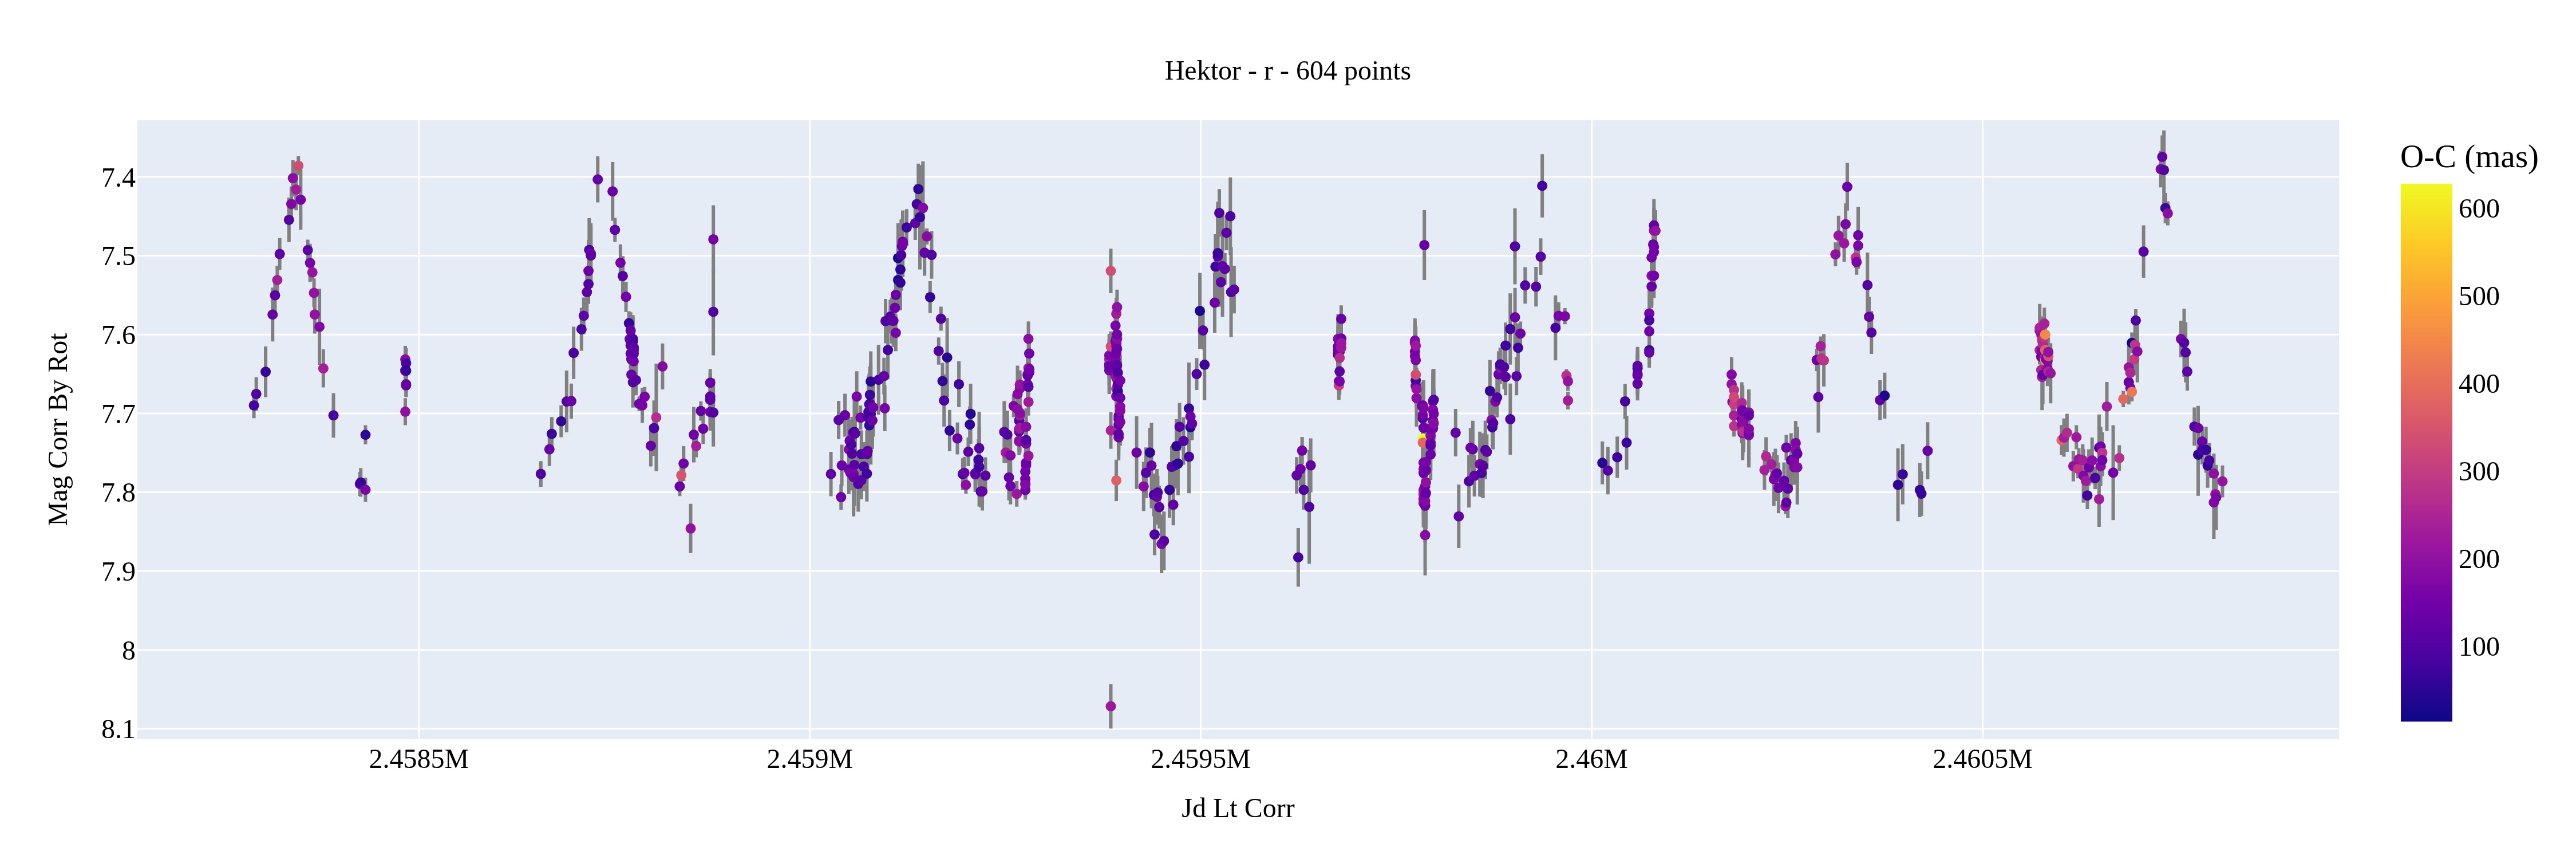 Hektor - r - 604 points
O-C (mas)
7.4
7.5
7.6
7.7
7.8
7.9
8
8.1
Mag Corr By Rot
2.4585M
2.459M
2.4595M
2.46M
2.4605M
Jd Lt Corr
600
500
400
300
200
100